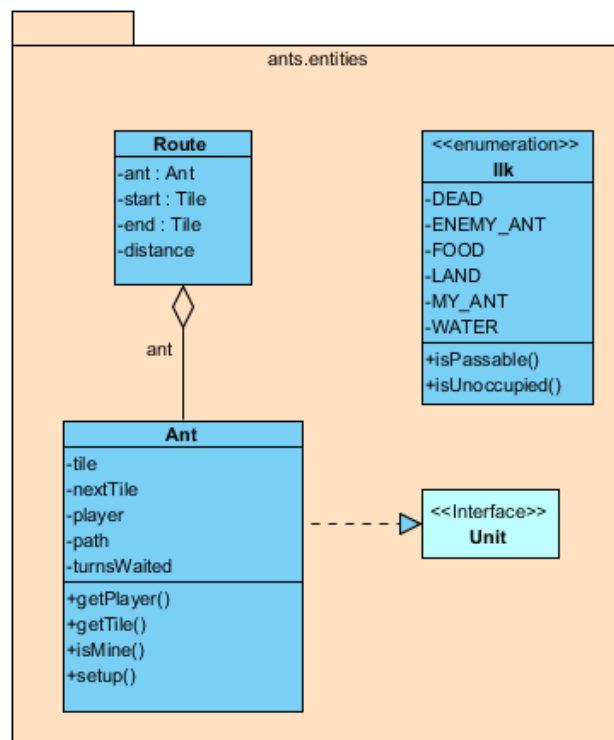 ants.entities
Route
-ant : Ant
-start : Tile
-end : Tile
-distance
<<enumeration>>
Ilk
-DEAD
-ENEMY_ANT
-FOOD
-LAND
-MY_ANT
-WATER
+isPassable()
+isUnoccupied()
ant
Ant
-tile
-nextTile
-player
-path
-turnsWaited
+getPlayer()
+getTile()
+isMine()
+setup()
<<Interface>>
Unit